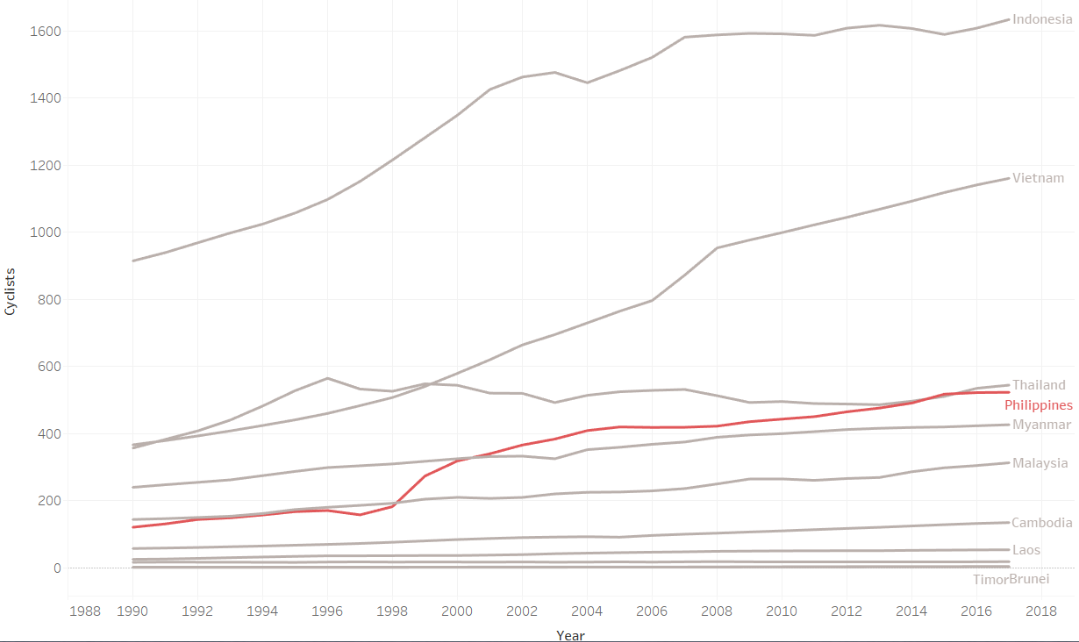 1600
Indonesia
1400
1200
Vietnam
1000
Cyclists
800
600
Thailand
Philippines
400
Myanmar
Malaysia
200
Cambodia
Laos
0
Timor Brunei
1988 1990 1992 1994 1996 1998 2000 2002 2004 2006 2008 2010 2012 2014 2016 2018
Year